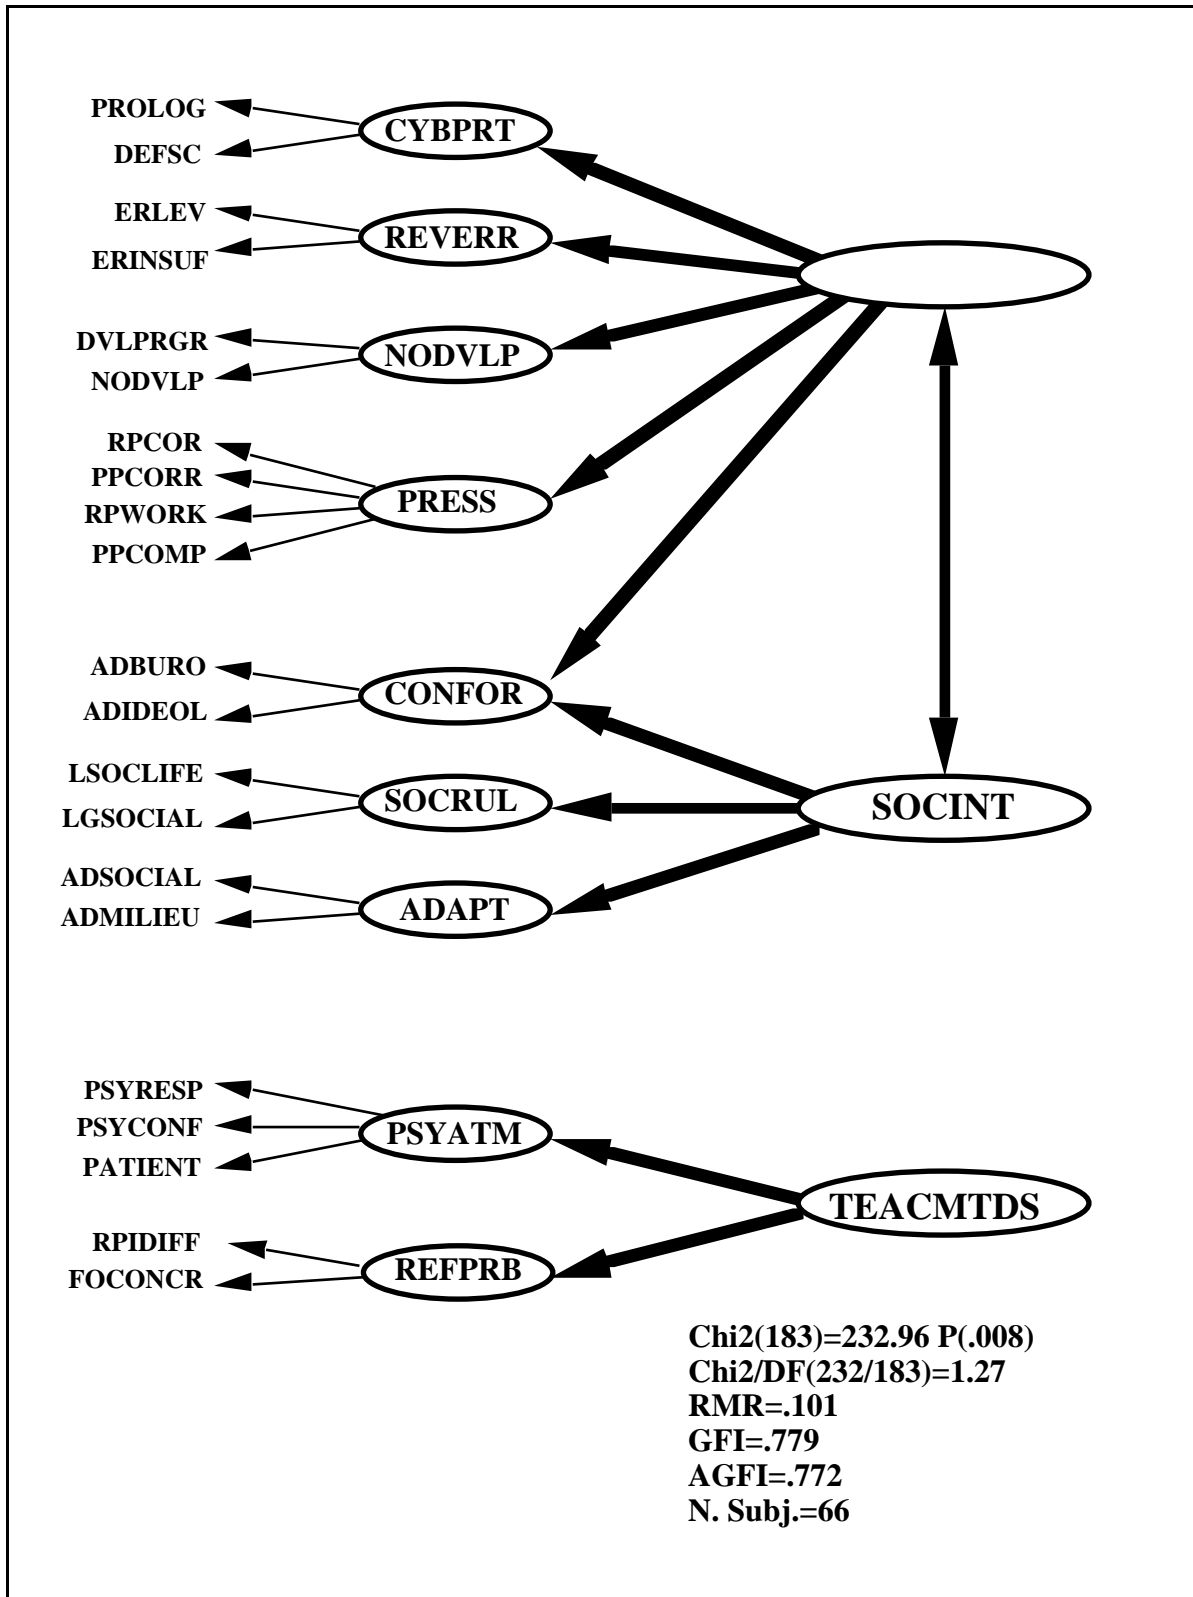 PROLOG
CYBPRT
DEFSC
ERLEV
REVERR
ERINSUF
DVLPRGR
NODVLP
NODVLP
RPCOR
PPCORR
PRESS
RPWORK
PPCOMP
ADBURO
CONFOR
ADIDEOL
LSOCLIFE
SOCRUL
SOCINT
LGSOCIAL
ADSOCIAL
ADAPT
ADMILIEU
PSYRESP
PSYCONF
PSYATM
PATIENT
TEACMTDS
RPIDIFF
REFPRB
FOCONCR
Chi2(183)=232.96 P(.008)
Chi2/DF(232/183)=1.27
RMR=.101
GFI=.779
AGFI=.772
N. Subj.=66